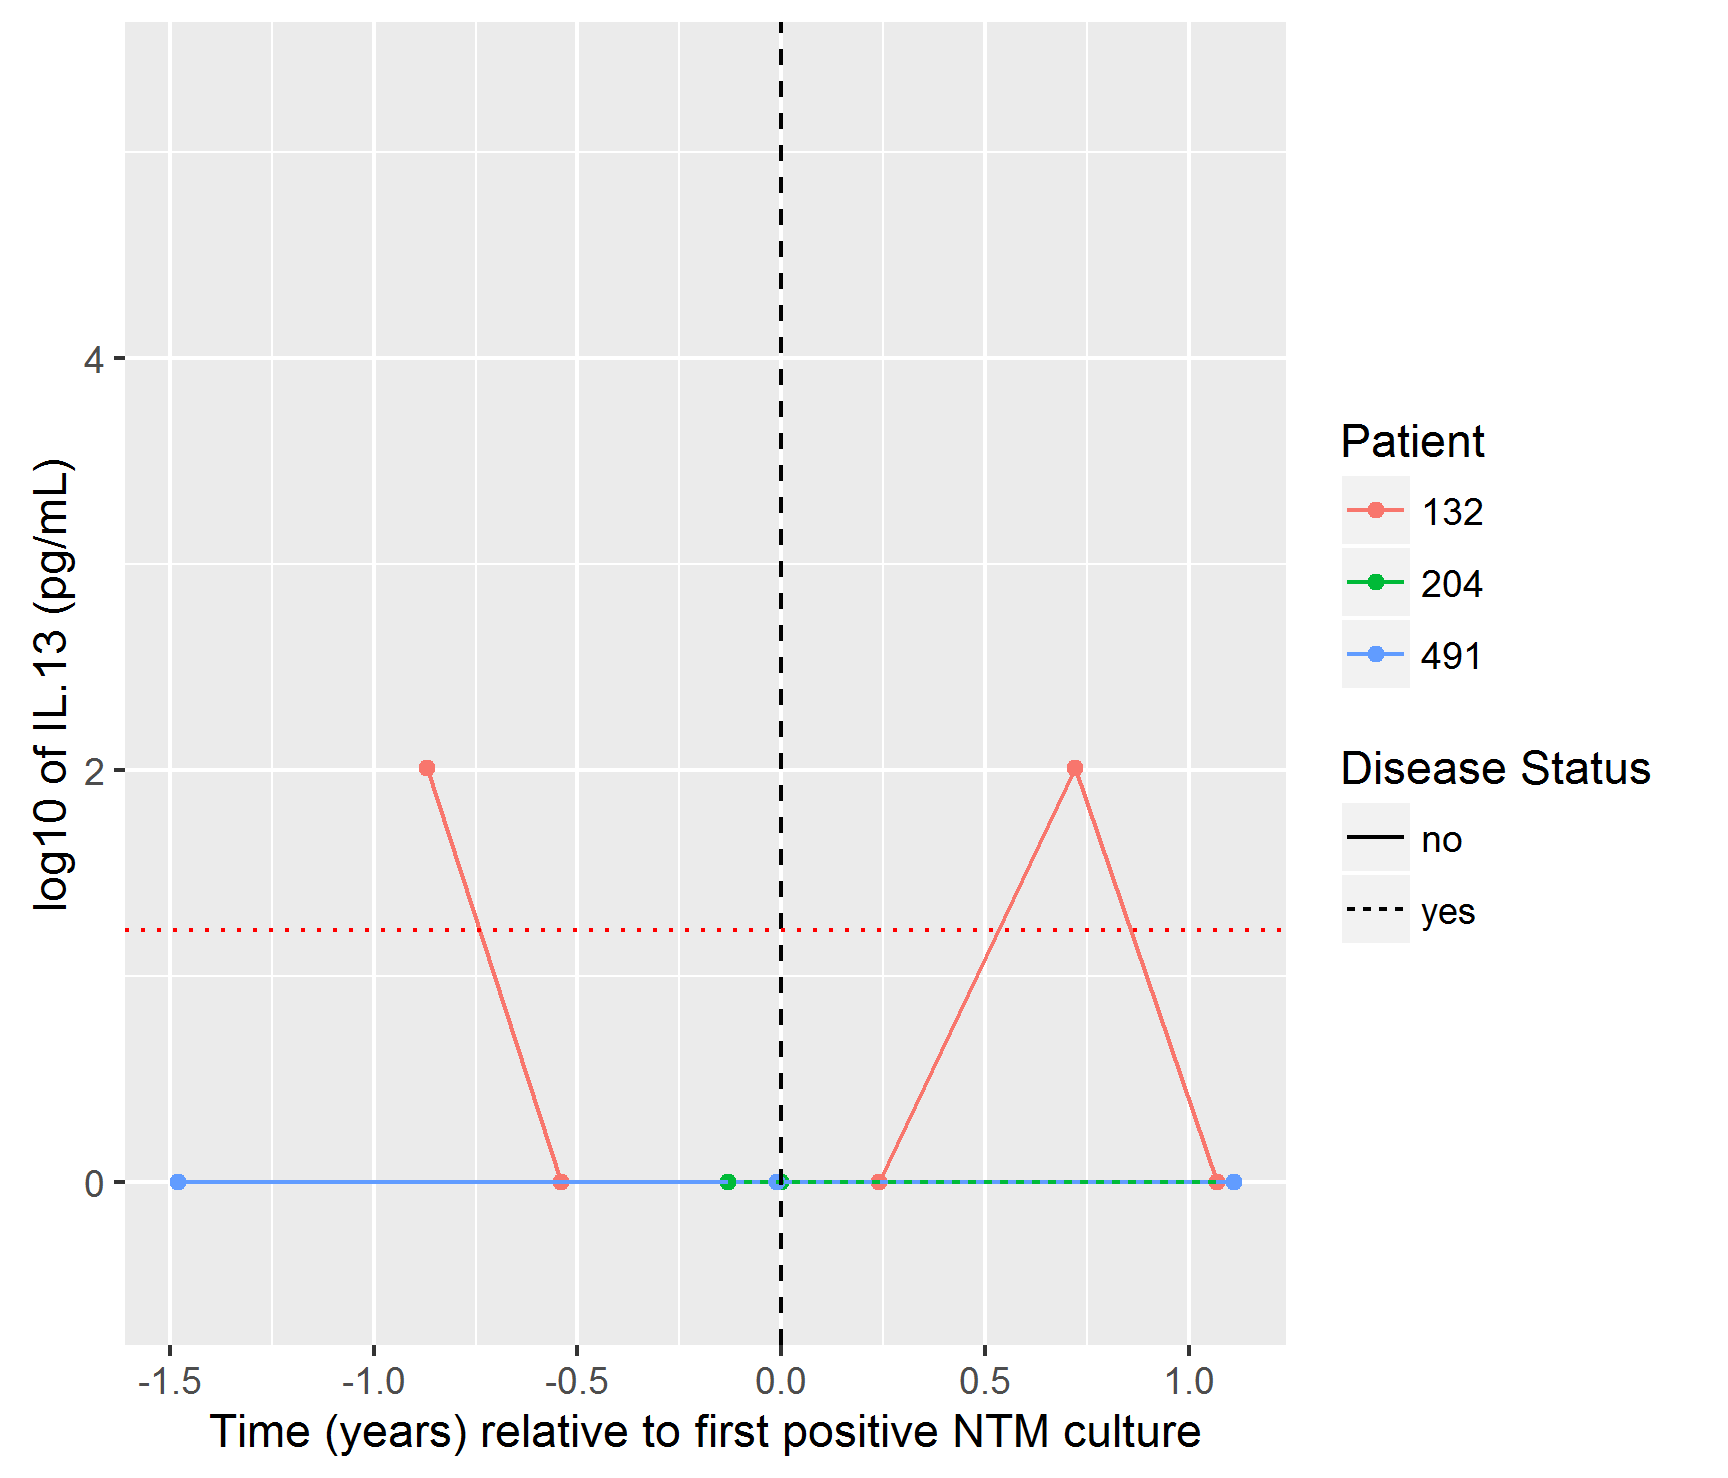 log10 of IL.13 (pg/mL)
4
2
0
-1.5 -1.0 -0.5 0.0 0.5 1.0
Time (years) relative to first positive NTM culture
Patient
132
204
491
Disease Status
no
yes